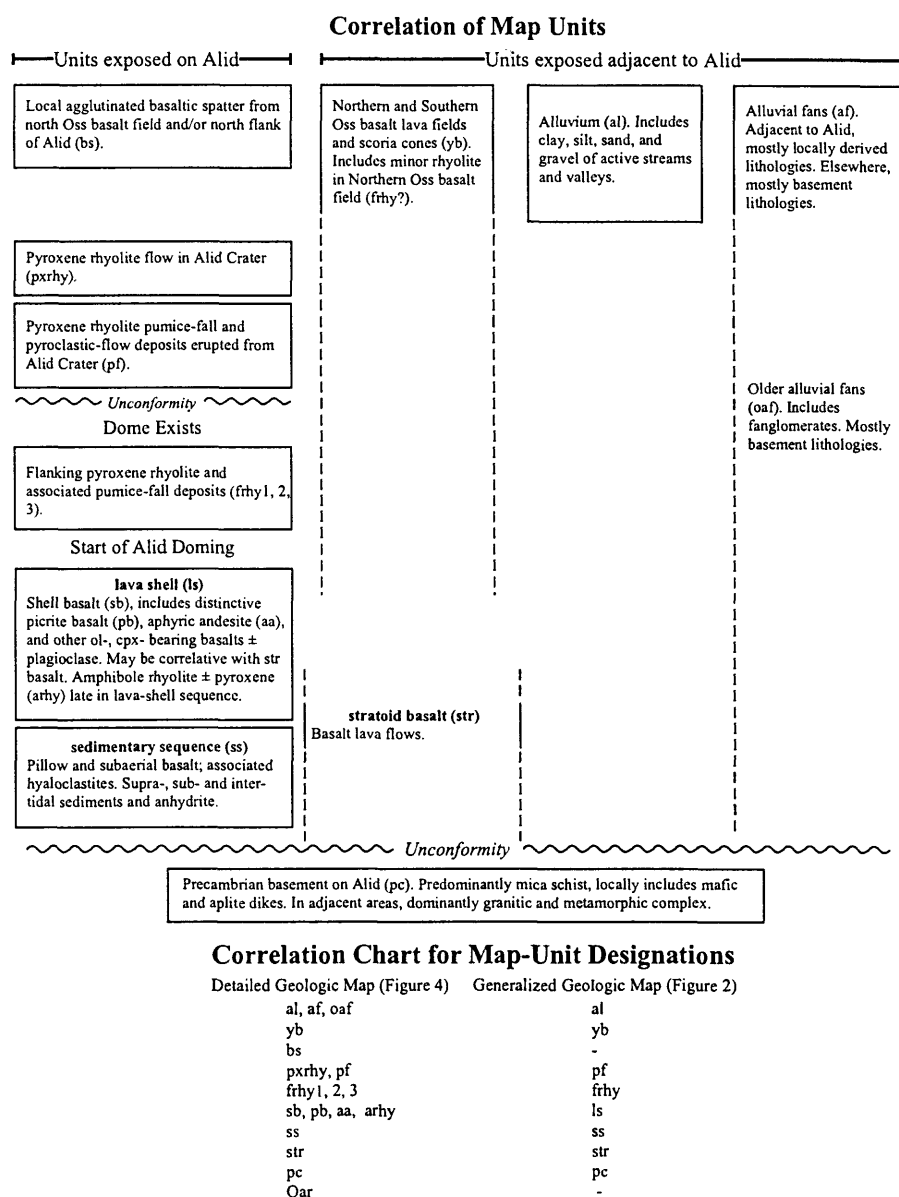 Correlation of Map Units
Units exposed on Alid
Units exposed adjacent to Alid
Local agglutinated basaltic spatter from
north Oss basalt field and/or north flank
of Alid (bs).
Pyroxene rhyolite flow in Alid Crater
(pxrhy).
Pyroxene rhyolite pumice-fall and
pyroclastic-flow deposits erupted from
Alid Crater (pf).
Unconformity
Dome Exists
Flanking pyroxene rhyolite and
associated pumice-fall deposits (frhy1, 2,
3).
Start of Alid Doming
lava shell (ls)
Shell basalt (sb), includes distinctive
picrite basalt (pb), aphyric andesite (aa),
and other ol-, cpx- bearing basalts ±
plagioclase. May be correlative with str
basalt. Amphibole rhyolite ± pyroxene
(arhy) late in lava-shell sequence.
sedimentary sequence (ss)
Pillow and subaerial basalt; associated
hyaloclastites. Supra-, sub- and inter-
tidal sediments and anhydrite.
Northern and Southern
Oss basalt lava fields
and scoria cones (yb).
Includes minor rhyolite
in Northern Oss basalt
field (frhy?).
stratoid basalt (str)
Basalt lava flows.
Alluvium (al). Includes
clay, silt, sand, and
gravel of active streams
and valleys.
Alluvial fans (af).
Adjacent to Alid,
mostly locally derived
lithologies. Elsewhere,
mostly basement
lithologies.
Older alluvial fans
(oaf). Includes
fanglomerates. Mostly
basement lithologies.
Unconformity
Precambrian basement on Alid (pc). Predominantly mica schist, locally includes mafic
and aplite dikes. In adjacent areas, dominantly granitic and metamorphic complex.
Correlation Chart for Map-Unit Designations
Detailed Geologic Map (Figure 4) Generalized Geologic Map (Figure 2)
al, af, oaf al
yb yb
bs -
pxrhy, pf pf
frhy1, 2, 3 frhy
sb, pb, aa, arhy ls
ss ss
str str
pc pc
Qar -